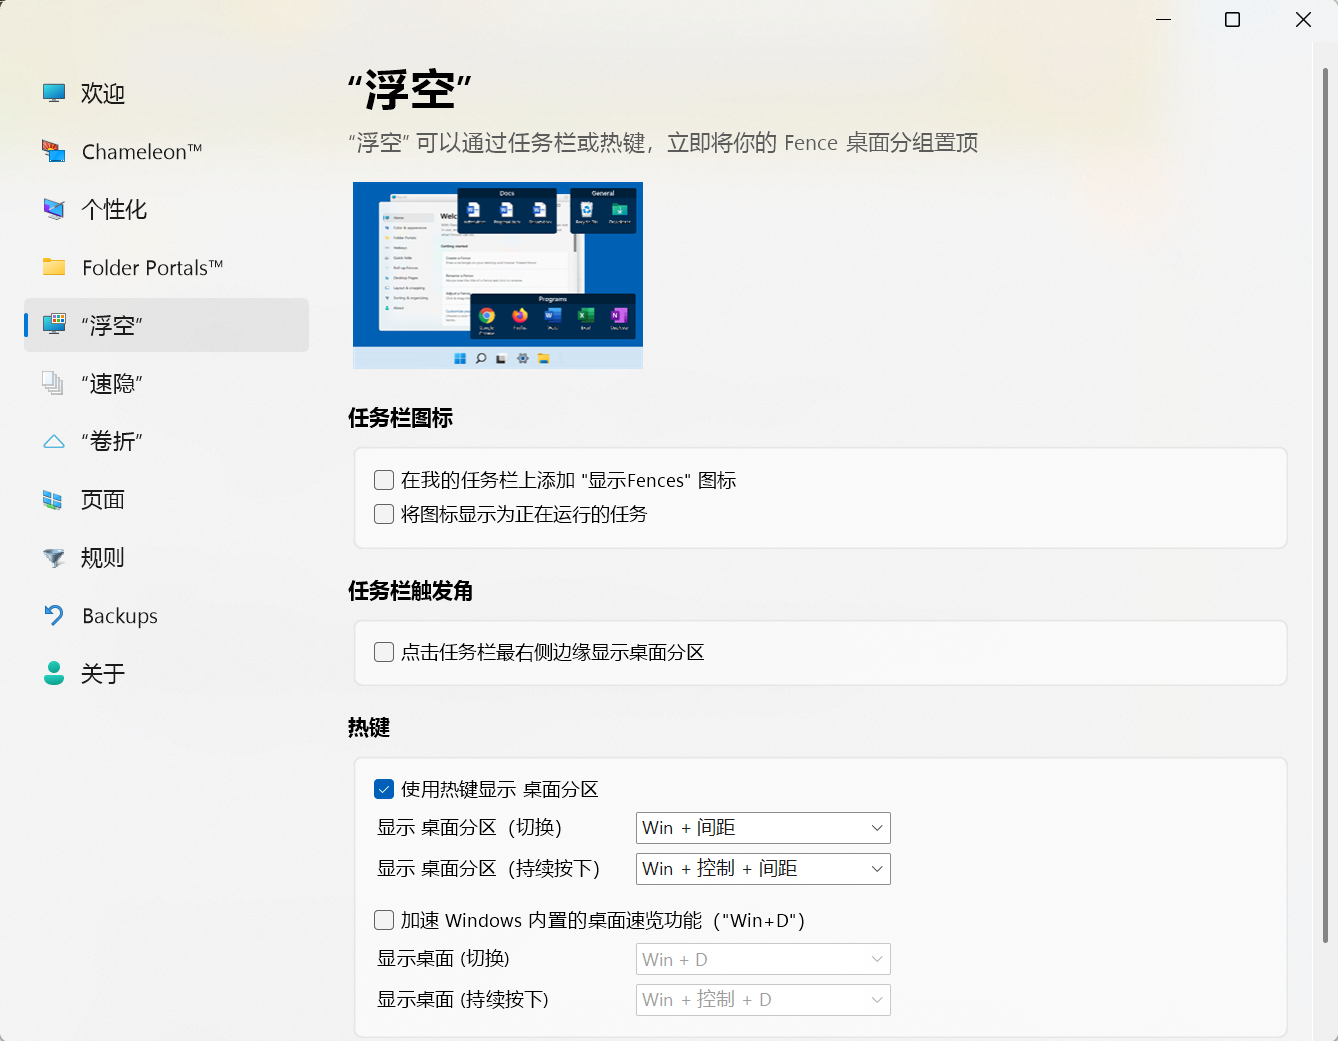 欢迎
Chameleon™
个性化
Folder Portals™
“浮空”
“速隐”
“卷折”
页面
规则
Backups
关于
“浮空”
“浮空” 可以通过任务栏或热键，立即将你的 Fence 桌面分组置顶
Docs
General
Programs
任务栏图标
在我的任务栏上添加 "显示Fences" 图标
将图标显示为正在运行的任务
任务栏触发角
点击任务栏最右侧边缘显示桌面分区
热键
使用热键显示 桌面分区
显示 桌面分区（切换） Win + 间距
显示 桌面分区（持续按下） Win + 控制 + 间距
加速 Windows 内置的桌面速览功能（"Win+D"）
显示桌面 (切换) Win + D
显示桌面 (持续按下) Win + 控制 + D